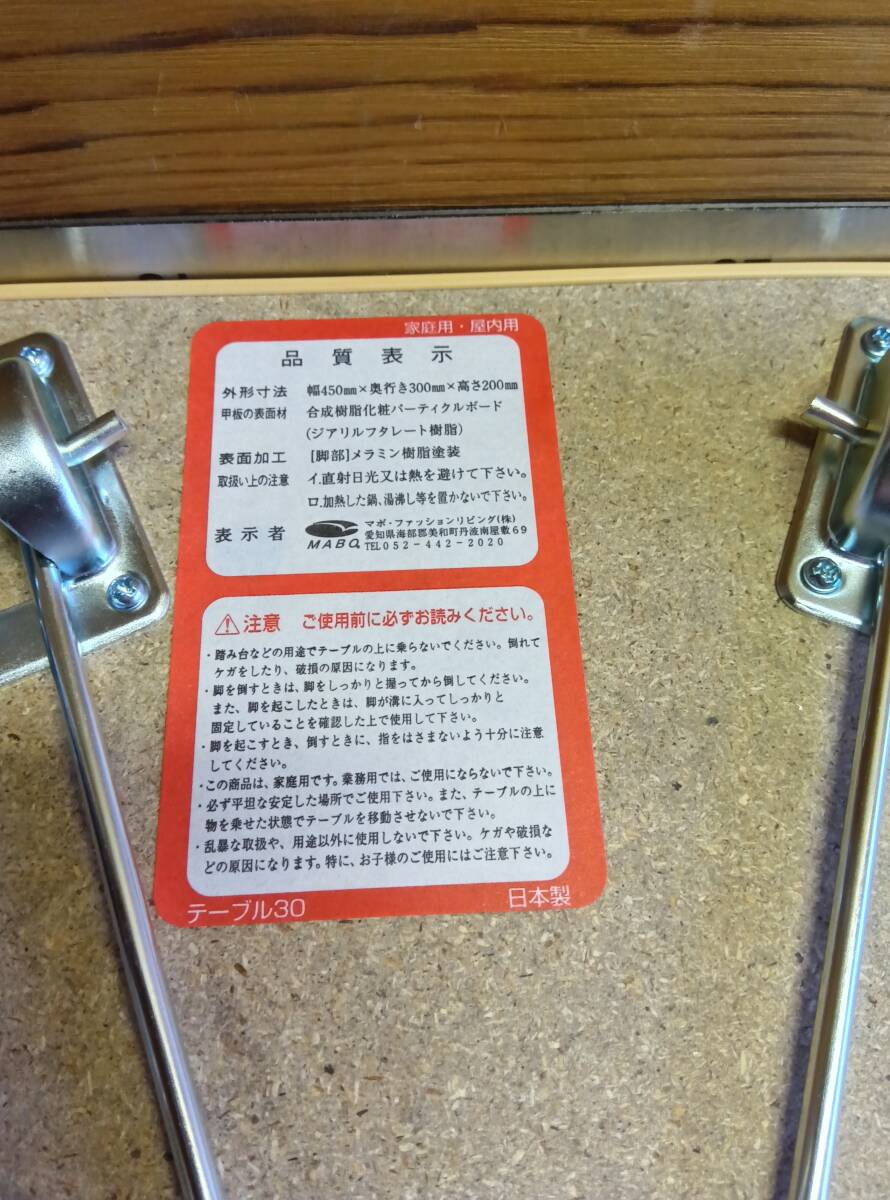 家庭用・屋内用
品質表示
外形寸法 幅450㎜×奥行き300㎜×高さ200㎜
甲板の表面材 合成樹脂化粧パーティクルボード
(ジアリルフタレート樹脂)
表面加工 [脚部]メラミン樹脂塗装
取扱い上の注意 イ.直射日光又は熱を避けて下さい。
ロ.加熱した鍋、湯沸し等を置かないで下さい。
表示者 MABO マボ・ファッションリビング(株)
愛知県海部郡美和町丹波南屋敷69
TEL052-442-2020
⚠注意 ご使用前に必ずお読みください。
・踏み台などの用途でテーブルの上に乗らないでください。倒れて
ケガをしたり、破損の原因になります。
・脚を倒すときは、脚をしっかりと握ってから倒してください。
また、脚を起こしたときは、脚が溝に入ってしっかりと
固定していることを確認した上で使用して下さい。
・脚を起こすとき、倒すときに、指をはさまないよう十分に注意
してください。
・この商品は、家庭用です。業務用では、ご使用にならないで下さい。
・必ず平坦な安定した場所でご使用下さい。また、テーブルの上に
物を乗せた状態でテーブルを移動させないで下さい。
・乱暴な取扱や、用途以外に使用しないで下さい。ケガや破損な
どの原因になります。特に、お子様のご使用にはご注意下さい。
テーブル30 日本製